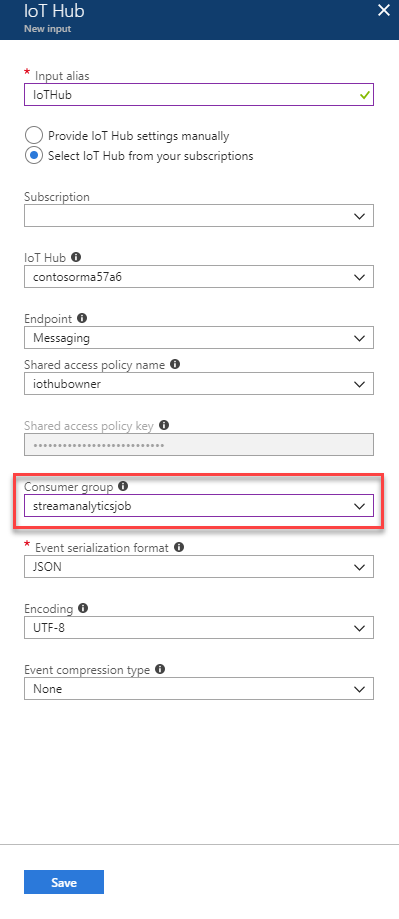 IoT Hub
New input
* Input alias
IoTHub
Provide IoT Hub settings manually
Select IoT Hub from your subscriptions
Subscription
IoT Hub
contosorma57a6
Endpoint
Messaging
Shared access policy name
iothubowner
Shared access policy key
••••••••••••••••••••••••••••
Consumer group
streamanalyticsjob
* Event serialization format
JSON
Encoding
UTF-8
Event compression type
None
Save